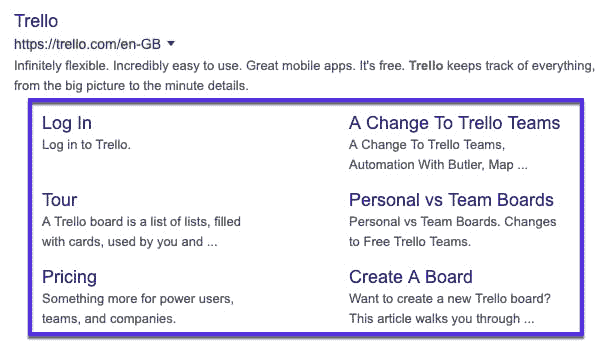 Trello
https://trello.com/en-GB
Infinitely flexible. Incredibly easy to use. Great mobile apps. It's free. Trello keeps track of everything,
from the big picture to the minute details.
Log In
Log in to Trello.
Tour
A Trello board is a list of lists, filled
with cards, used by you and ...
Pricing
Something more for power users,
teams, and companies.
A Change To Trello Teams
A Change To Trello Teams,
Automation With Butler, Map ...
Personal vs Team Boards
Personal vs Team Boards. Changes
to Free Trello Teams.
Create A Board
Want to create a new Trello board?
This article walks you through ...